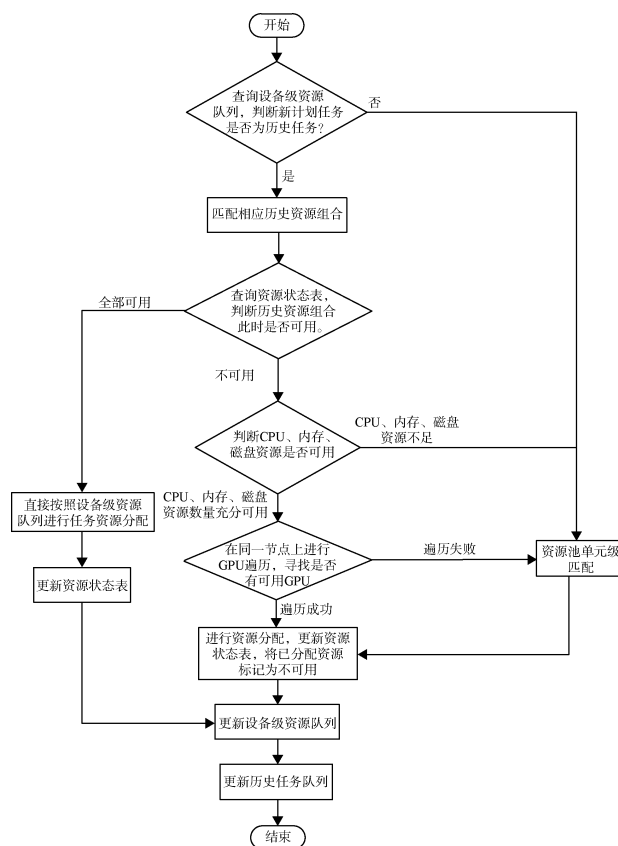 开始
查询设备级资源
队列，判断新计划任务
是否为历史任务？
否
是
匹配相应历史资源组合
查询资源状态表，
判断历史资源组合
此时是否可用。
全部可用
不可用
判断CPU、内存、
磁盘资源是否可用
CPU、内存、磁盘
资源不足
直接按照设备级资源
队列进行任务资源分配
CPU、内存、磁盘
资源数量充分可用
在同一节点上进行
GPU遍历，寻找是否
有可用GPU
遍历失败
资源池单元级
匹配
更新资源状态表
遍历成功
进行资源分配，更新资源
状态表，将已分配资源
标记为不可用
更新设备级资源队列
更新历史任务队列
结束